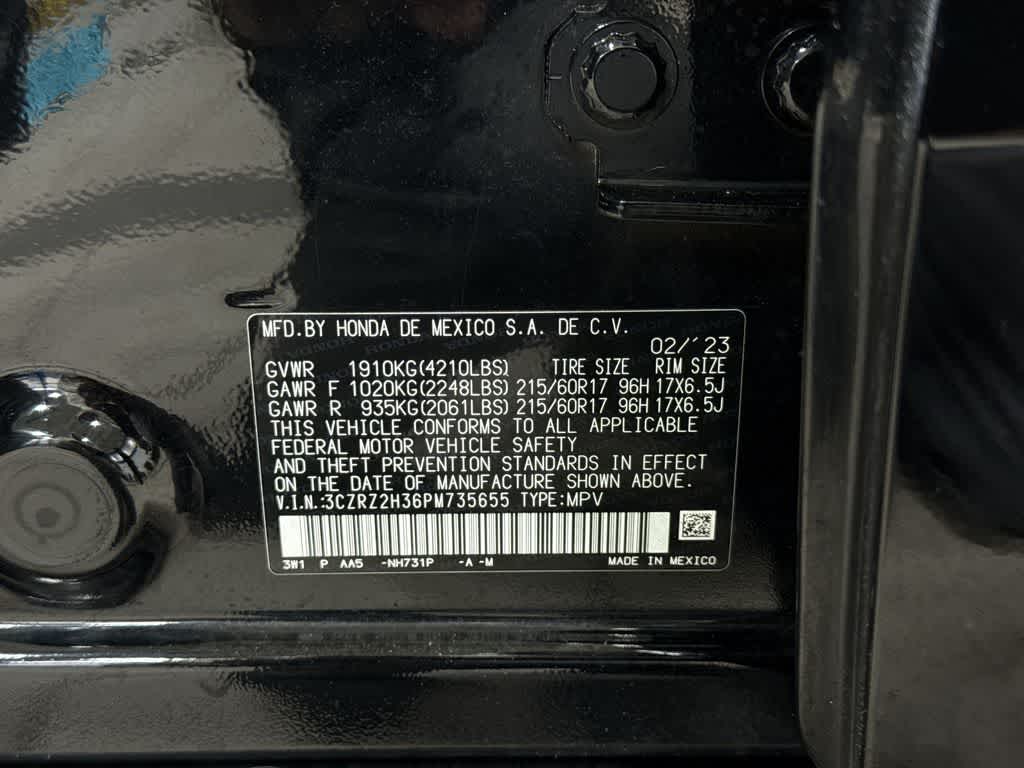 MFD.BY HONDA DE MEXICO S.A. DE C.V.
02/'23
GVWR 1910KG(4210LBS) TIRE SIZE RIM SIZE
GAWR F 1020KG(2248LBS) 215/60R17 96H 17X6.5J
GAWR R 935KG(2061LBS) 215/60R17 96H 17X6.5J
THIS VEHICLE CONFORMS TO ALL APPLICABLE
FEDERAL MOTOR VEHICLE SAFETY
AND THEFT PREVENTION STANDARDS IN EFFECT
ON THE DATE OF MANUFACTURE SHOWN ABOVE.
V.I.N.:3CZRZ2H36PM735655 TYPE:MPV
3W1 P AA5 -NH731P -A -M MADE IN MEXICO